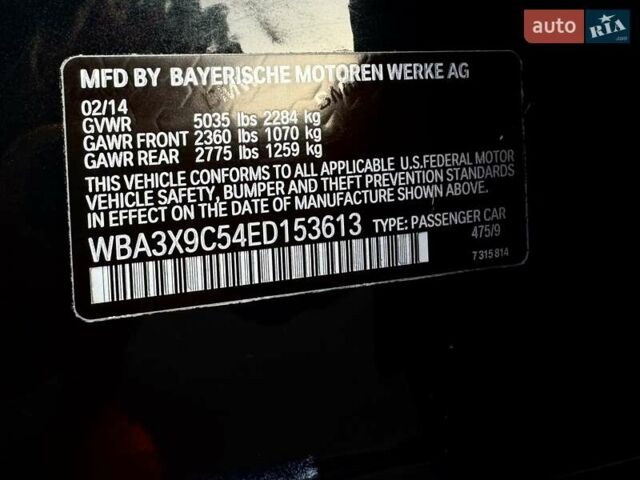 auto RIA
.com
MFD BY BAYERISCHE MOTOREN WERKE AG
02/14
GVWR 5035 lbs 2284 kg
GAWR FRONT 2360 lbs 1070 kg
GAWR REAR 2775 lbs 1259 kg
THIS VEHICLE CONFORMS TO ALL APPLICABLE U.S.FEDERAL MOTOR
VEHICLE SAFETY, BUMPER AND THEFT PREVENTION STANDARDS
IN EFFECT ON THE DATE OF MANUFACTURE SHOWN ABOVE.
WBA3X9C54ED153613 TYPE: PASSENGER CAR
475/9
7 315 814